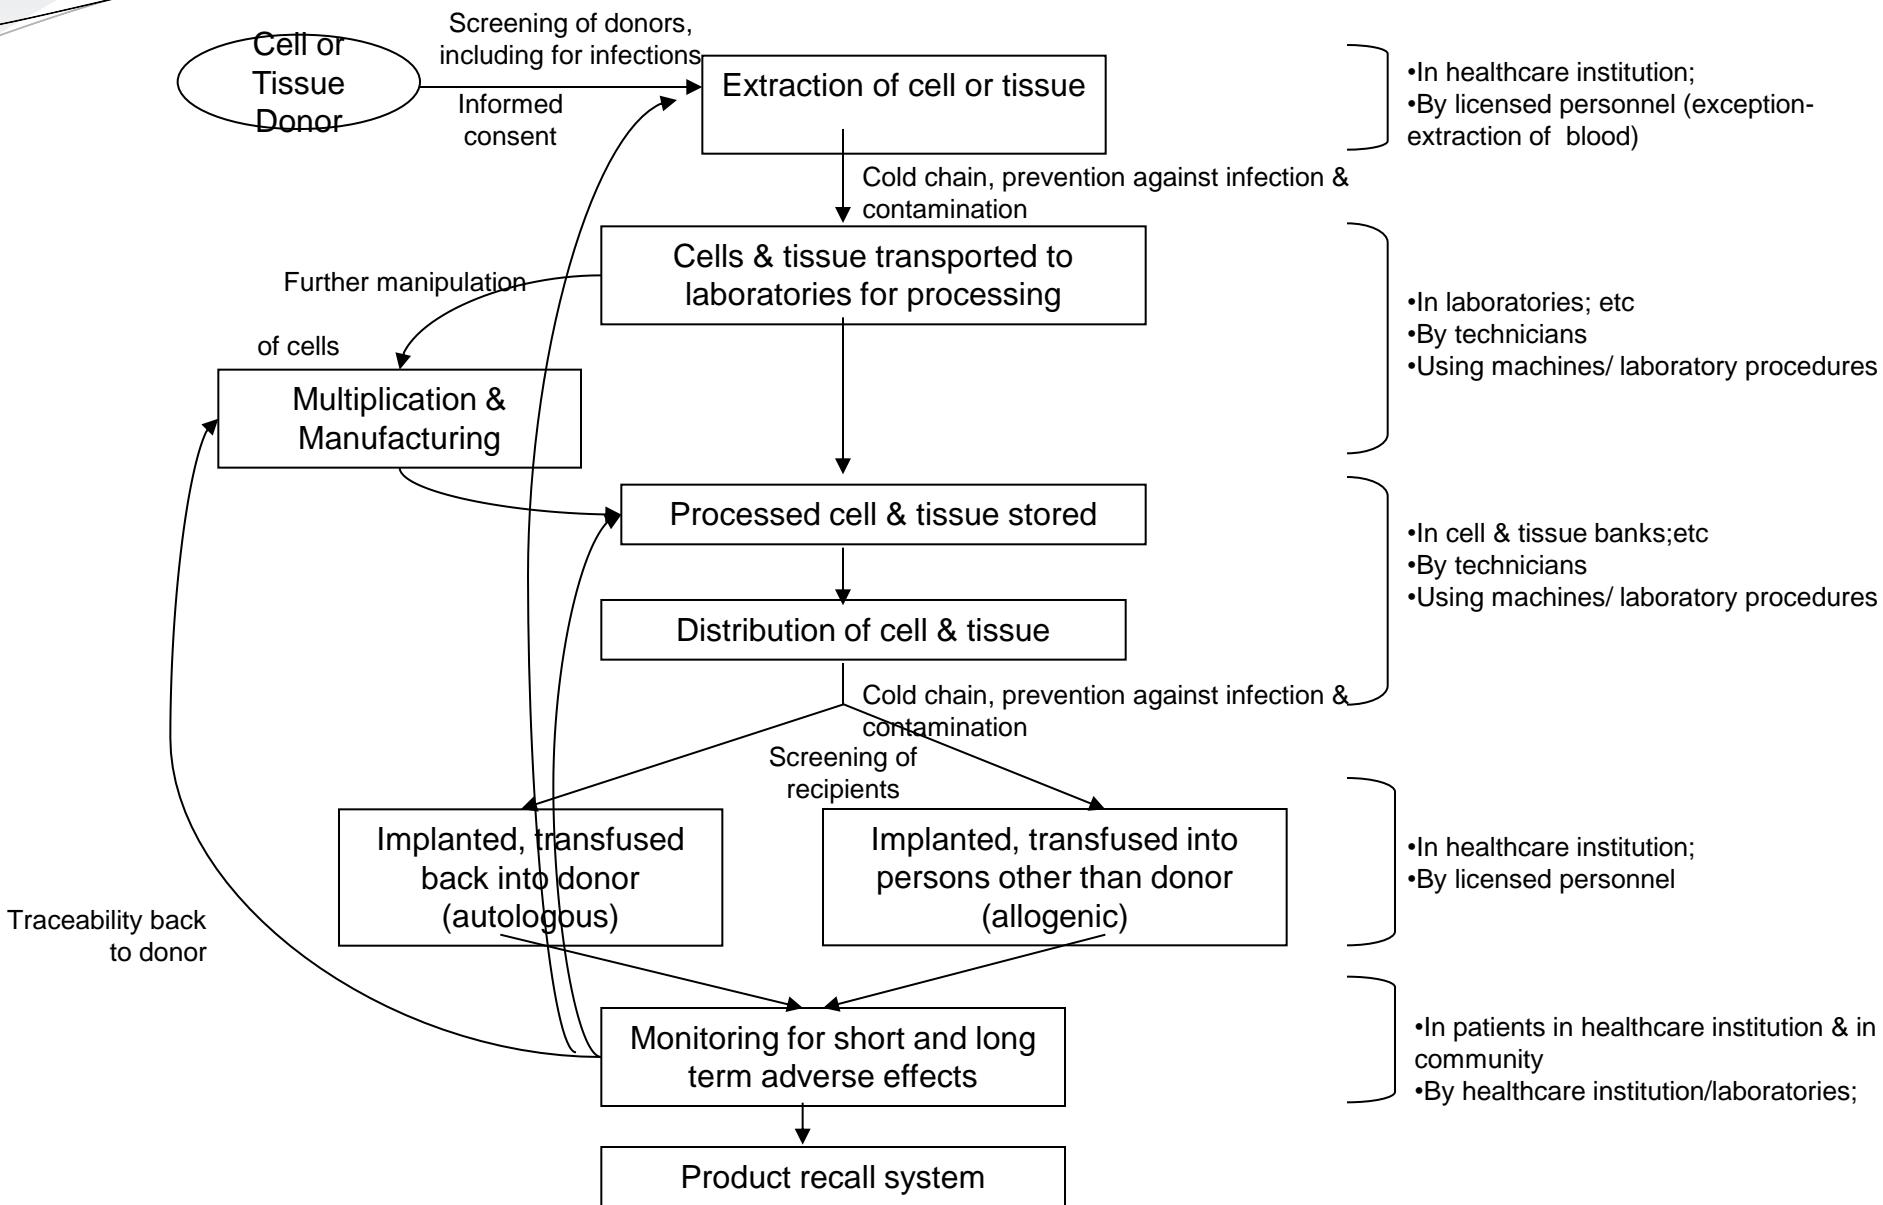 Cell or
Tissue
Donor
Screening of donors,
including for infections
Informed
consent
Extraction of cell or tissue
•In healthcare institution;
•By licensed personnel (exception-
extraction of  blood)
Cold chain, prevention against infection &
contamination
Cells & tissue transported to
laboratories for processing
Further manipulation
of cells
•In laboratories; etc
•By technicians
•Using machines/ laboratory procedures
Multiplication &
Manufacturing
Processed cell & tissue stored
•In cell & tissue banks;etc
•By technicians
•Using machines/ laboratory procedures
Distribution of cell & tissue
Cold chain, prevention against infection &
contamination
Screening of
recipients
Implanted, transfused
back into donor
(autologous)
Implanted, transfused into
persons other than donor
(allogenic)
•In healthcare institution;
•By licensed personnel
Traceability back
to donor
Monitoring for short and long
term adverse effects
•In patients in healthcare institution & in
community
•By healthcare institution/laboratories;
Product recall system